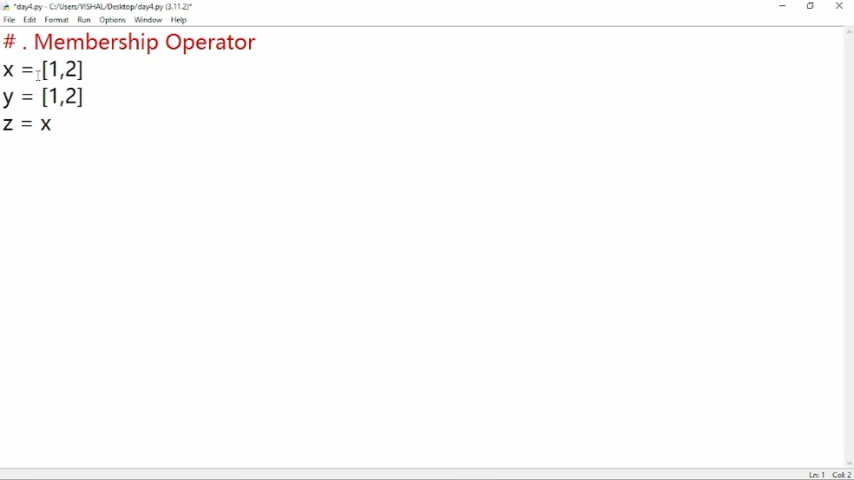 *day4.py - C:/Users/VISHAL/Desktop/day4.py (3.11.2)*
File Edit Format Run Options Window Help
# . Membership Operator
x = [1,2]
y = [1,2]
z = x
Ln: 1 Col: 2